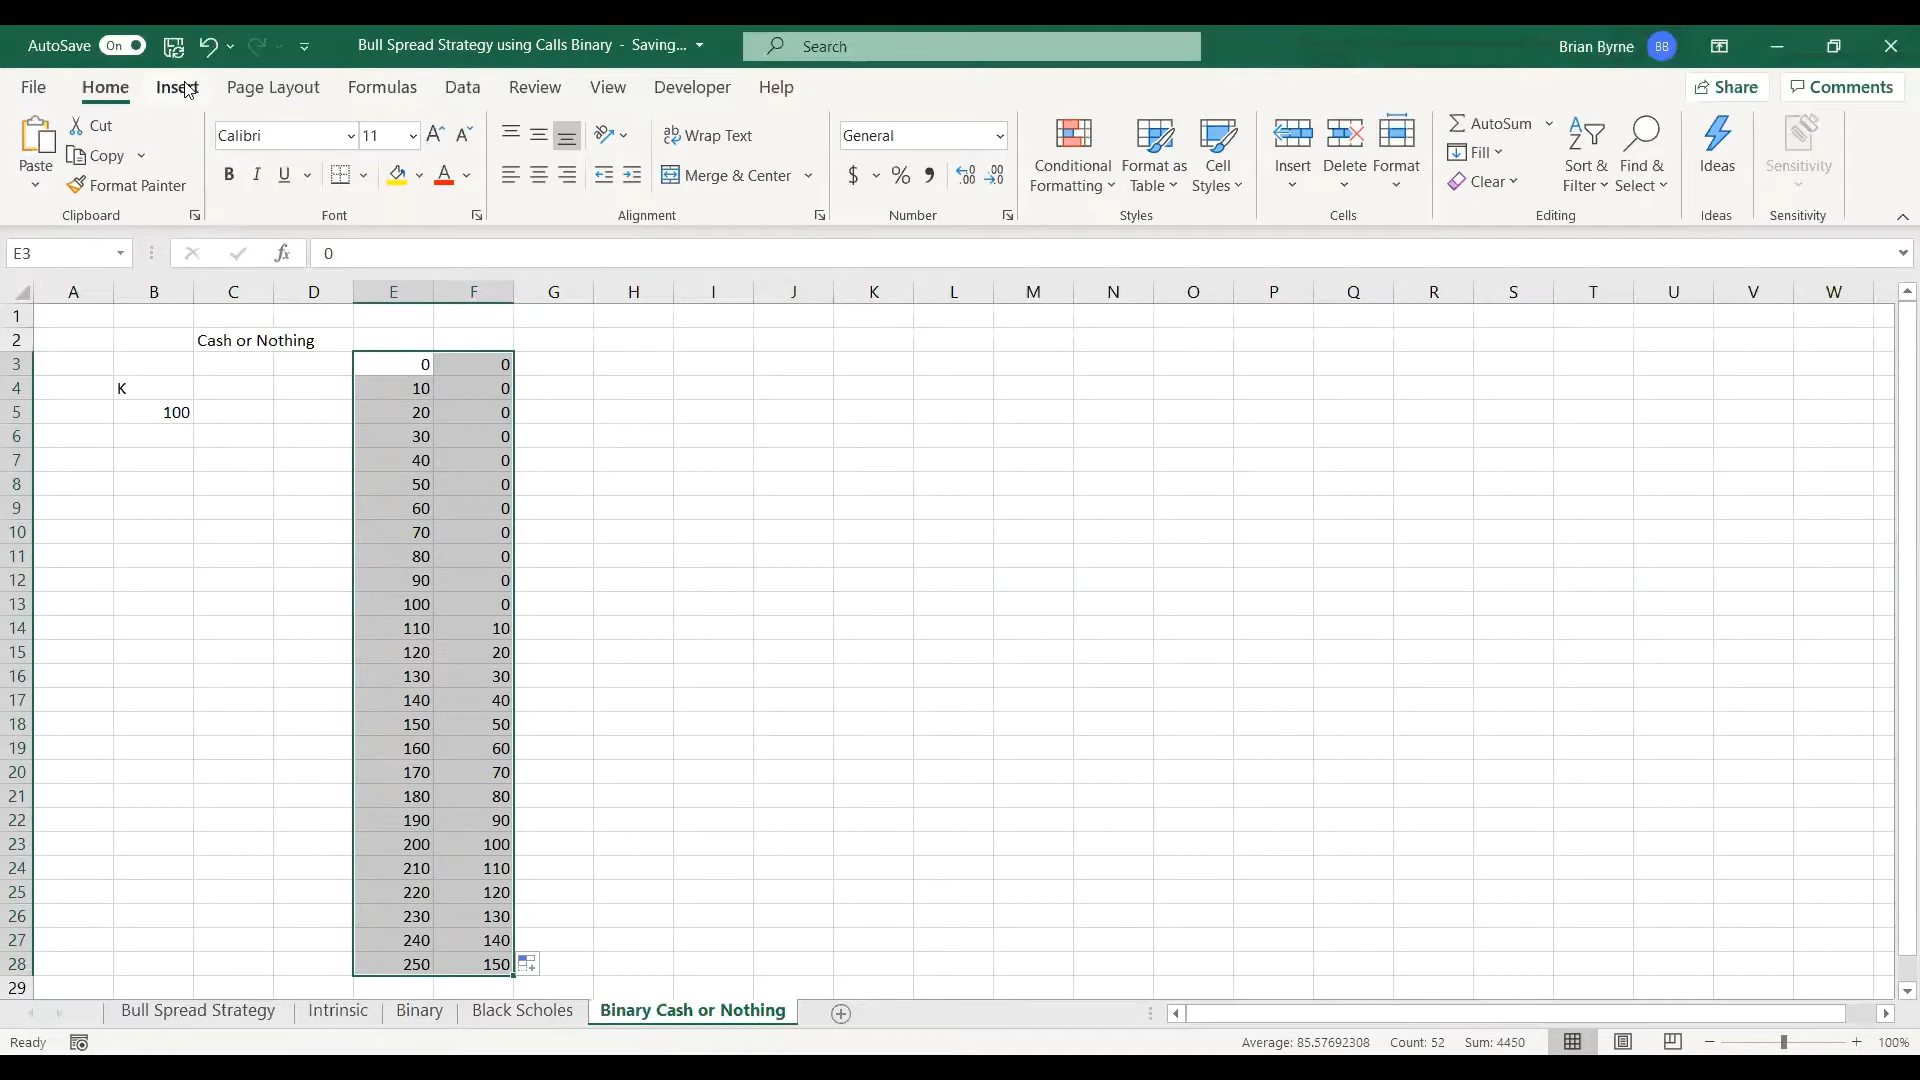 AutoSave On Bull Spread Strategy using Calls Binary - Saving... Search Brian Byrne BB
File Home Insert Page Layout Formulas Data Review View Developer Help Share Comments
Paste Cut Copy Format Painter Clipboard
Calibri 11 B I U A Font
Wrap Text Merge & Center Alignment
General $ % Number
Conditional Formatting Format as Table Cell Styles Styles
Insert Delete Format Cells
AutoSum Fill Clear Sort & Filter Find & Select Editing
Ideas Ideas
Sensitivity Sensitivity
E3 fx 0
A B C D E F G H I J K L M N O P Q R S T U V W
1
2 Cash or Nothing
3 0 0
4 K 10 0
5 100 20 0
6 30 0
7 40 0
8 50 0
9 60 0
10 70 0
11 80 0
12 90 0
13 100 0
14 110 10
15 120 20
16 130 30
17 140 40
18 150 50
19 160 60
20 170 70
21 180 80
22 190 90
23 200 100
24 210 110
25 220 120
26 230 130
27 240 140
28 250 150
29
Bull Spread Strategy Intrinsic Binary Black Scholes Binary Cash or Nothing
Ready Average: 85.57692308 Count: 52 Sum: 4450 100%